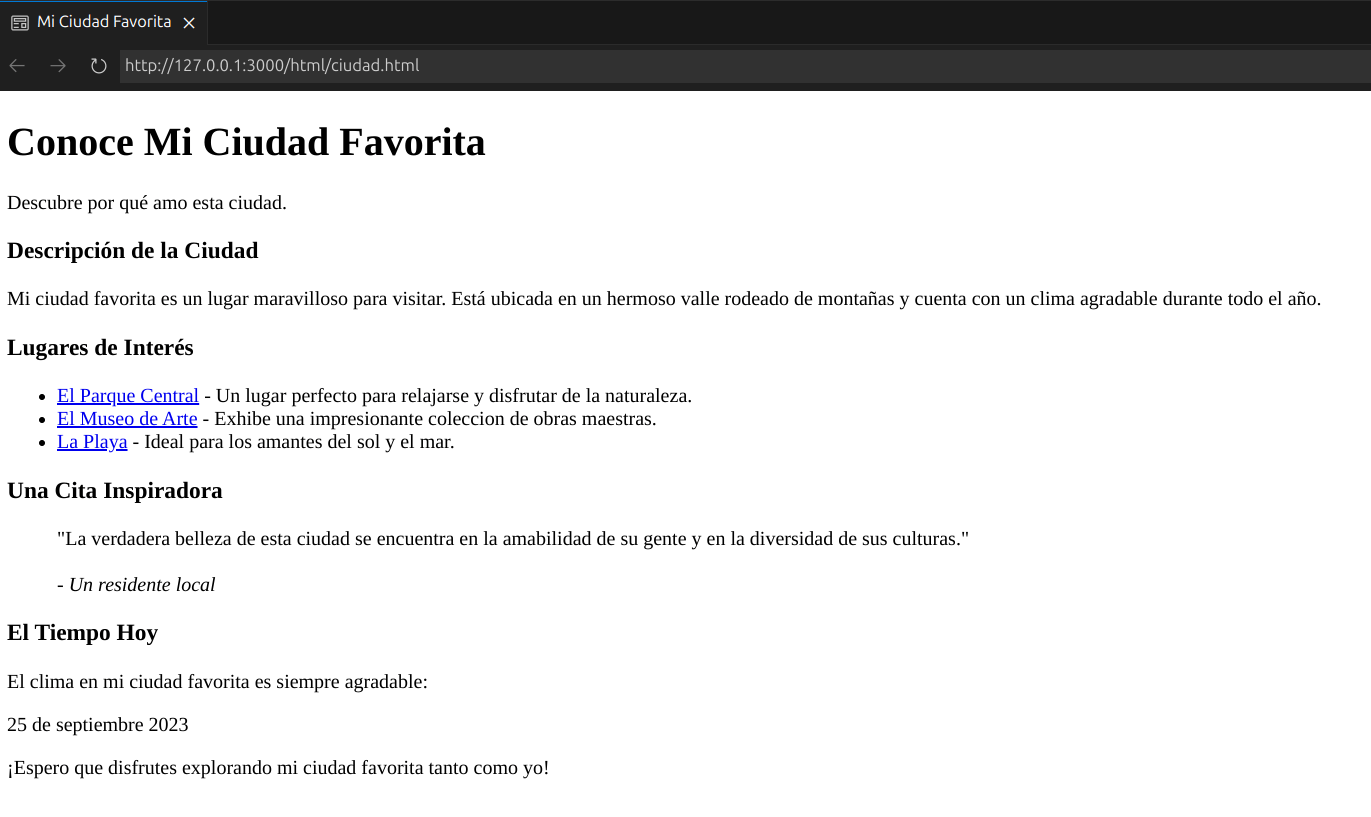 Mi Ciudad Favorita
http://127.0.0.1:3000/html/ciudad.html
Conoce Mi Ciudad Favorita
Descubre por qué amo esta ciudad.
Descripción de la Ciudad
Mi ciudad favorita es un lugar maravilloso para visitar. Está ubicada en un hermoso valle rodeado de montañas y cuenta con un clima agradable durante todo el año.
Lugares de Interés
El Parque Central - Un lugar perfecto para relajarse y disfrutar de la naturaleza.
El Museo de Arte - Exhibe una impresionante coleccion de obras maestras.
La Playa - Ideal para los amantes del sol y el mar.
Una Cita Inspiradora
"La verdadera belleza de esta ciudad se encuentra en la amabilidad de su gente y en la diversidad de sus culturas."
- Un residente local
El Tiempo Hoy
El clima en mi ciudad favorita es siempre agradable:
25 de septiembre 2023
¡Espero que disfrutes explorando mi ciudad favorita tanto como yo!